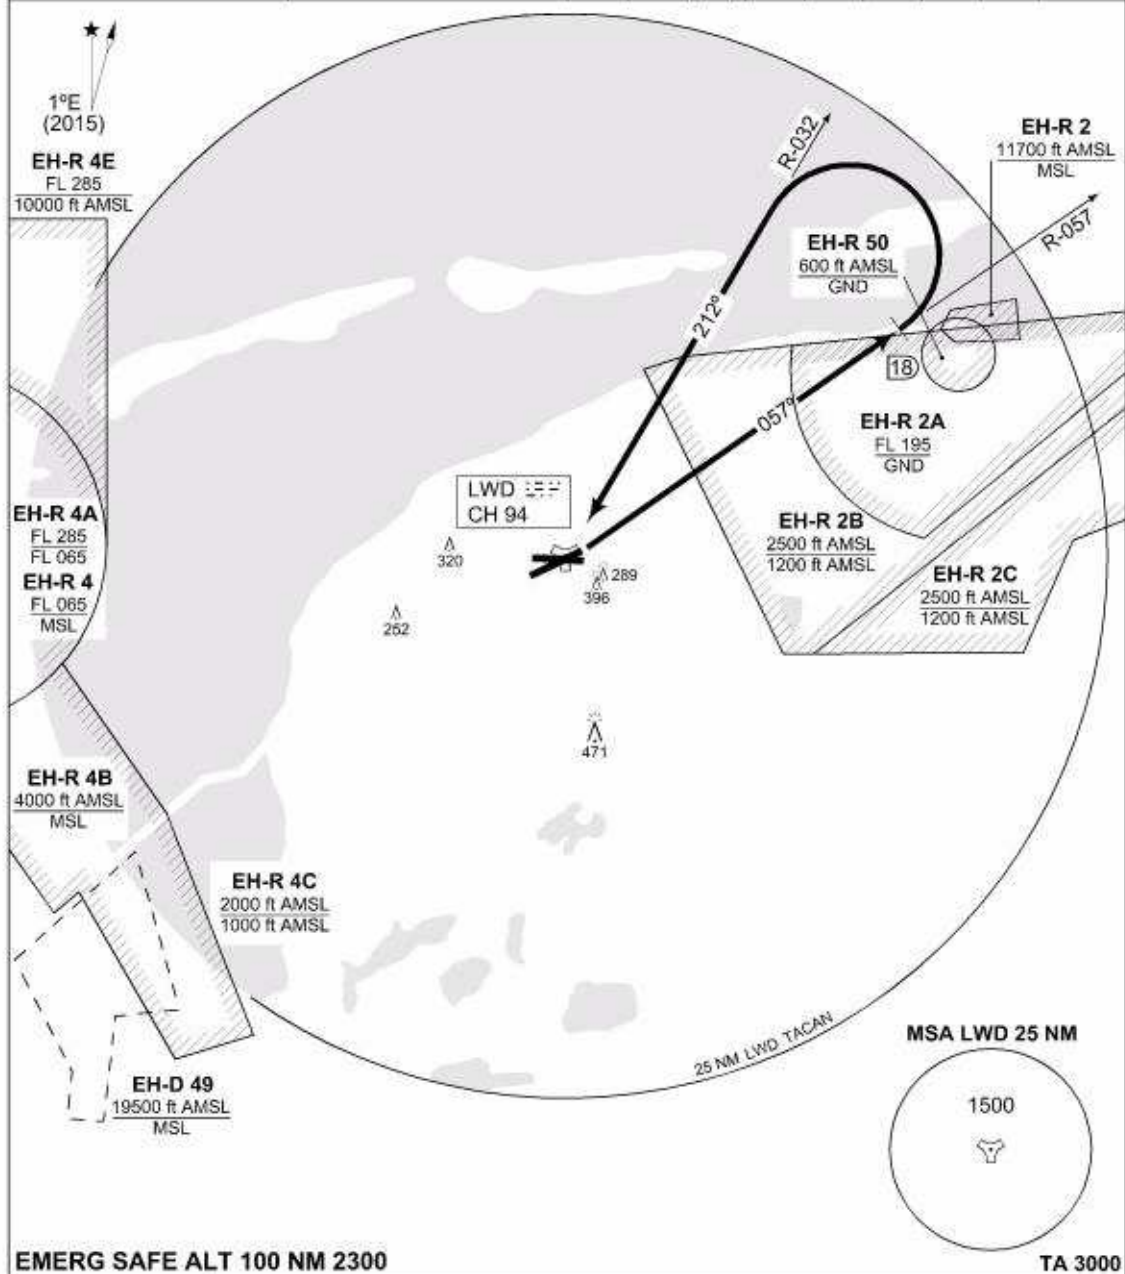 1ºE
(2015)
EH-R 4E
FL 285
10000 ft AMSL
R-032
EH-R 2
11700 ft AMSL
MSL
R-057
EH-R 50
600 ft AMSL
GND
212º
18
057º
EH-R 2A
FL 195
GND
LWD
CH 94
EH-R 4A
FL 285
FL 065
EH-R 4
FL 065
MSL
320
289
396
252
EH-R 2B
2500 ft AMSL
1200 ft AMSL
EH-R 2C
2500 ft AMSL
1200 ft AMSL
471
EH-R 4B
4000 ft AMSL
MSL
EH-R 4C
2000 ft AMSL
1000 ft AMSL
25 NM LWD TACAN
MSA LWD 25 NM
1500
EH-D 49
19500 ft AMSL
MSL
EMERG SAFE ALT 100 NM 2300
TA 3000